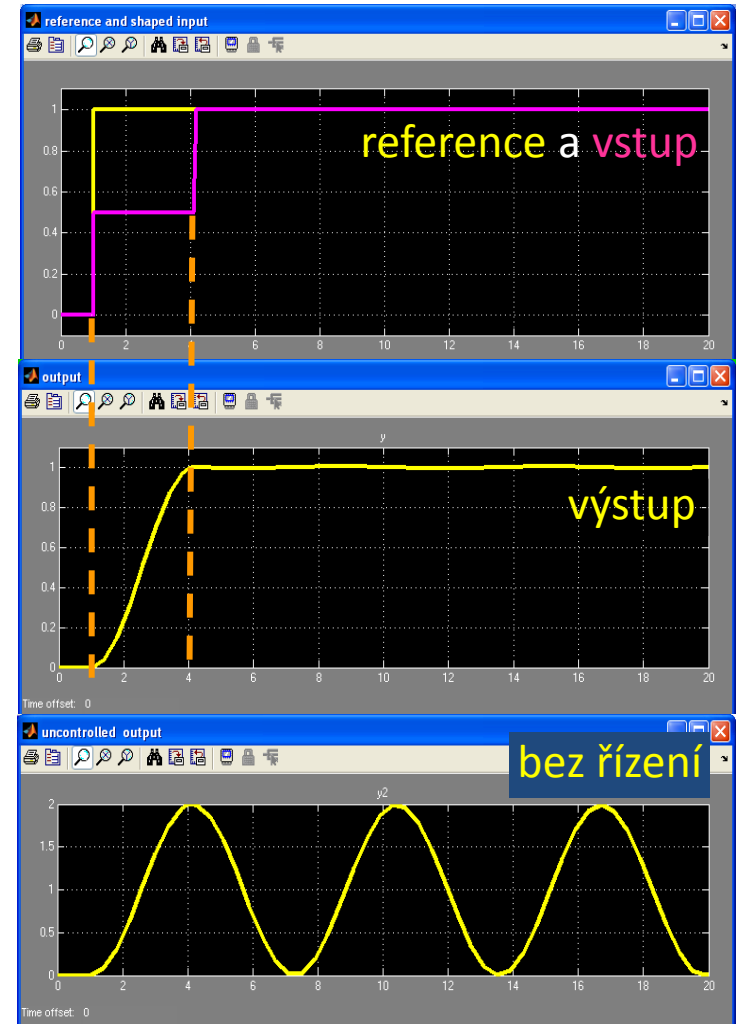 reference and shaped input
1
0.8
0.6
0.4
0.2
0
reference a vstup
0 2 4 6 8 10 12 14 16 18 20
output
y
1
0.8
0.6
0.4
0.2
0
výstup
2 4 6 8 10 12 14 16 18 20
Time offset: 0
uncontrolled output
bez řízení
y2
2
1.5
1
0.5
0
2 4 6 8 10 12 14 16 18 20
Time offset: 0